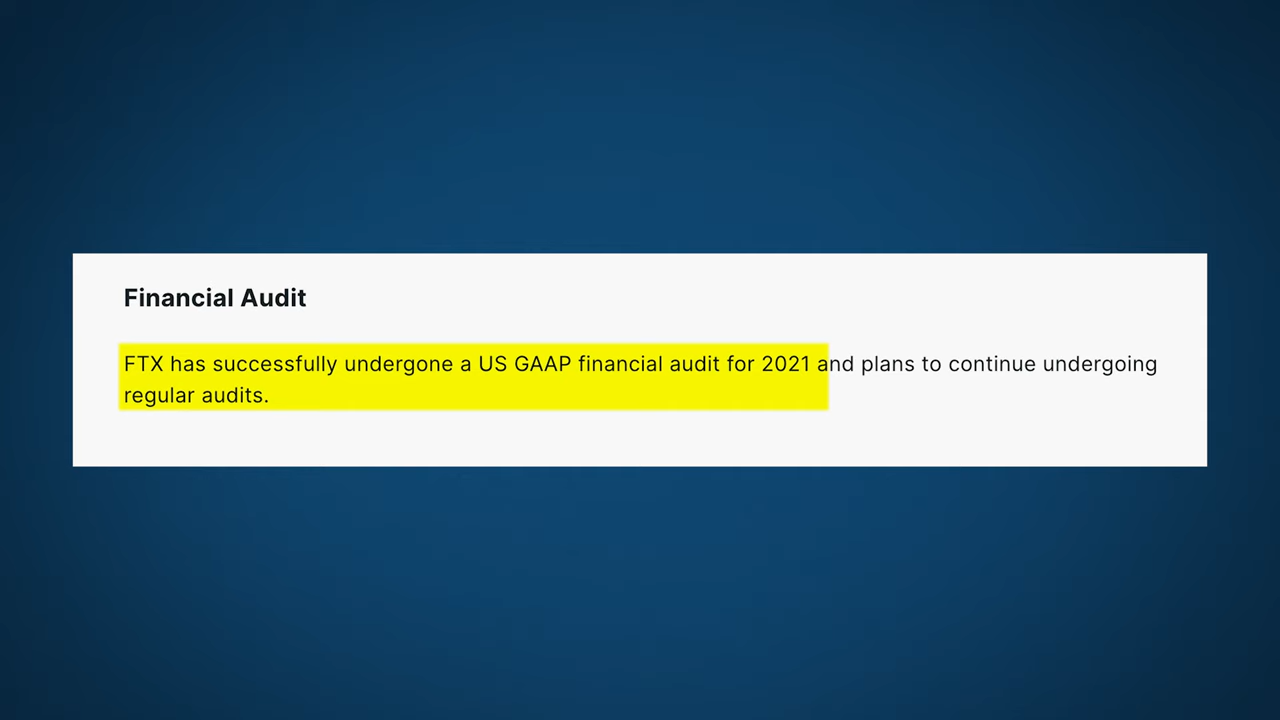 Financial Audit
FTX has successfully undergone a US GAAP financial audit for 2021 and plans to continue undergoing
regular audits.